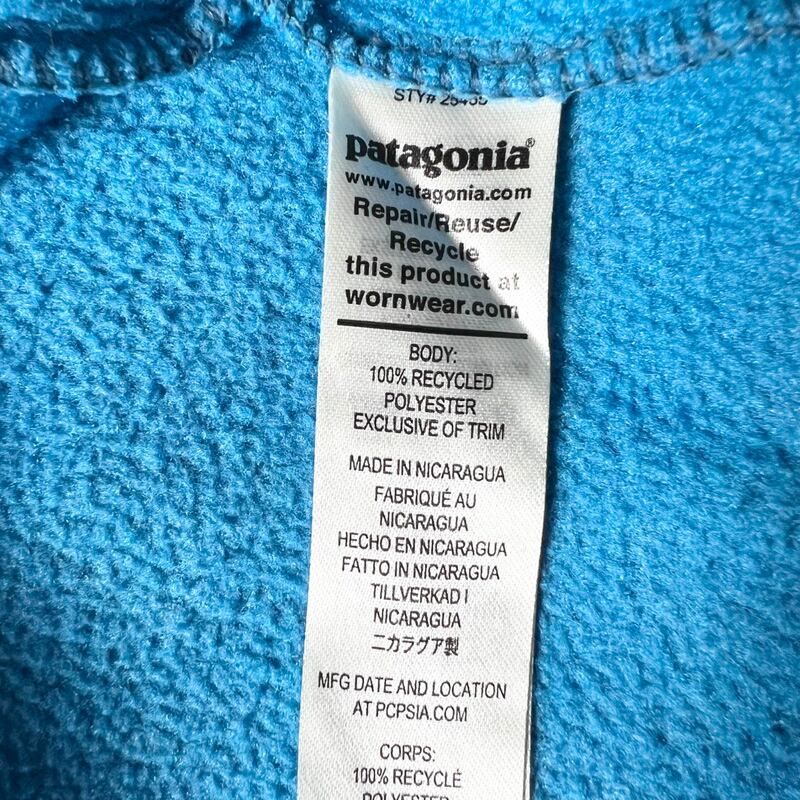 STY#
patagonia®
www.patagonia.com
Repair/Reuse/
Recycle
this product at
wornwear.com
BODY:
100% RECYCLED
POLYESTER
EXCLUSIVE OF TRIM
MADE IN NICARAGUA
FABRIQUÉ AU
NICARAGUA
HECHO EN NICARAGUA
FATTO IN NICARAGUA
TILLVERKAD I
NICARAGUA
ニカラグア製
MFG DATE AND LOCATION
AT PCPSIA.COM
CORPS:
100% RECYCLÉ
POLYESTER